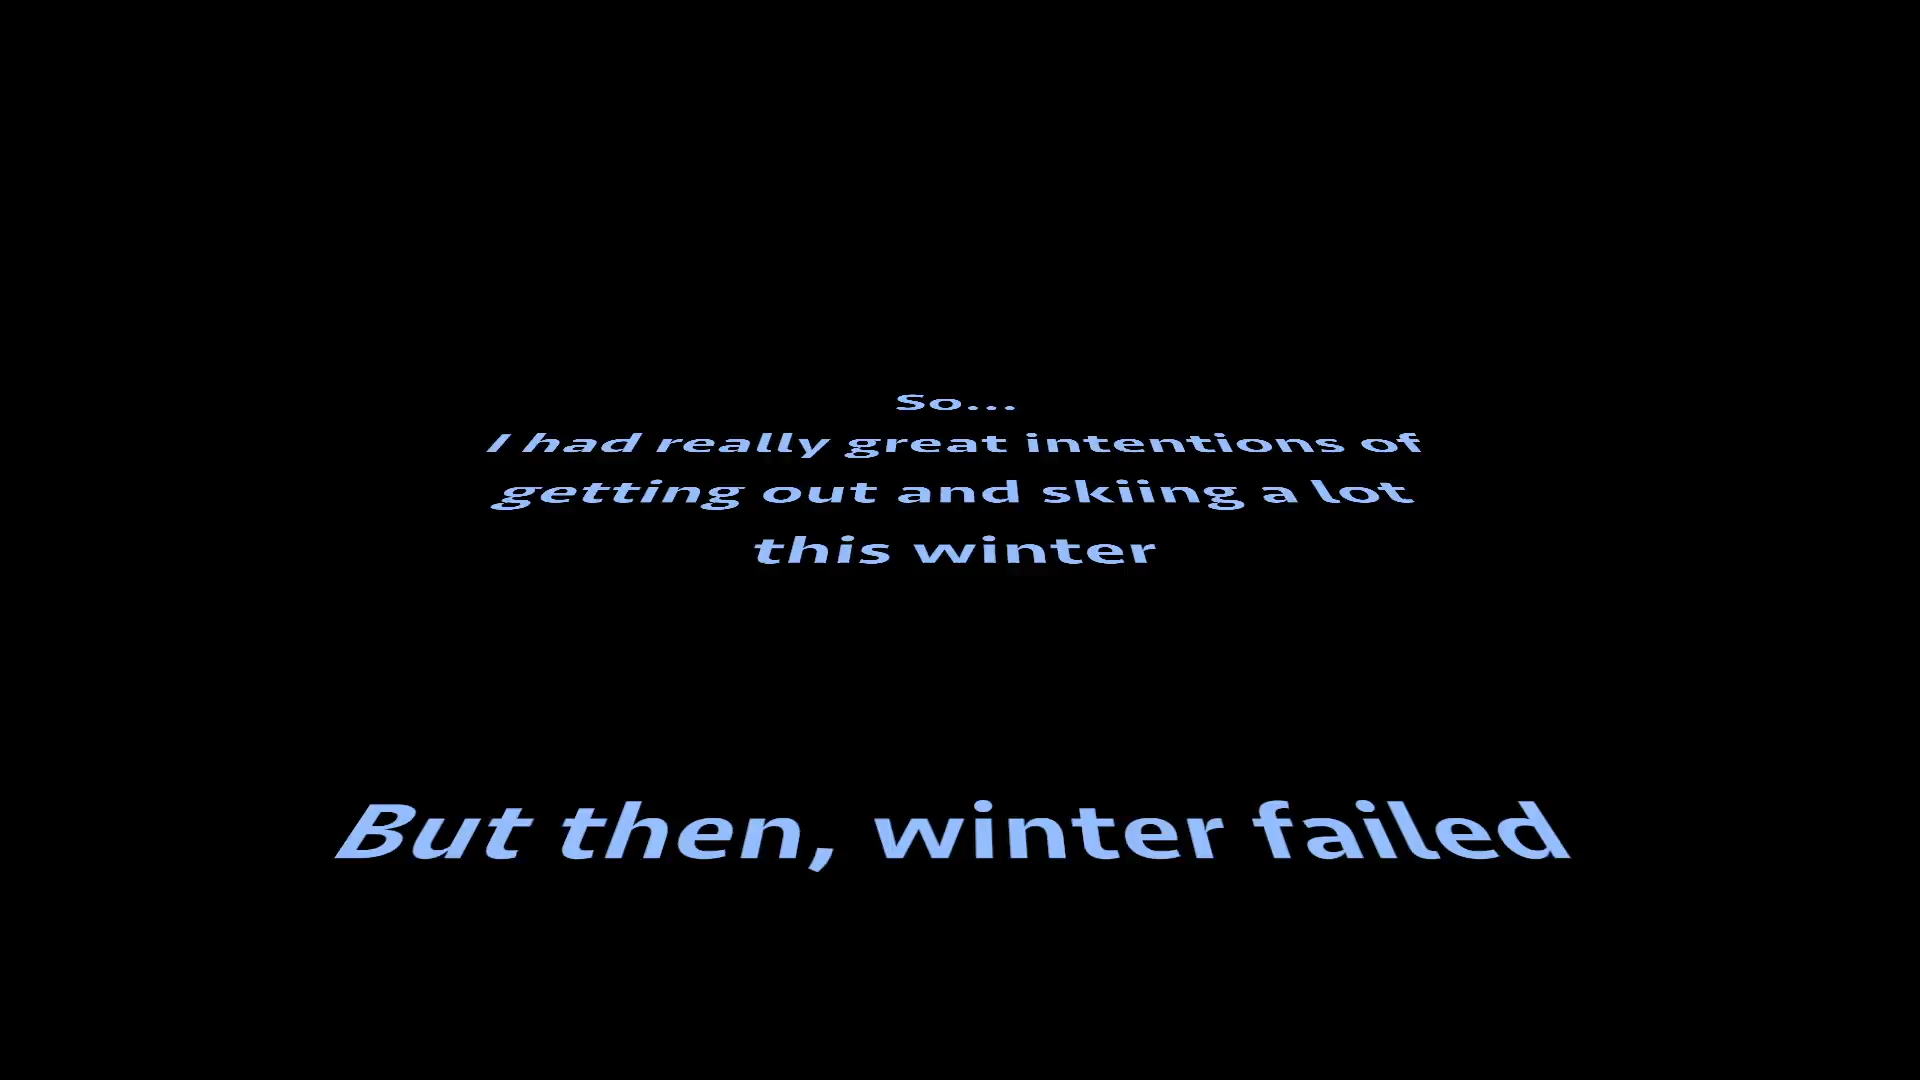 So...
I had really great intentions of
getting out and skiing a lot
this winter
But then, winter failed